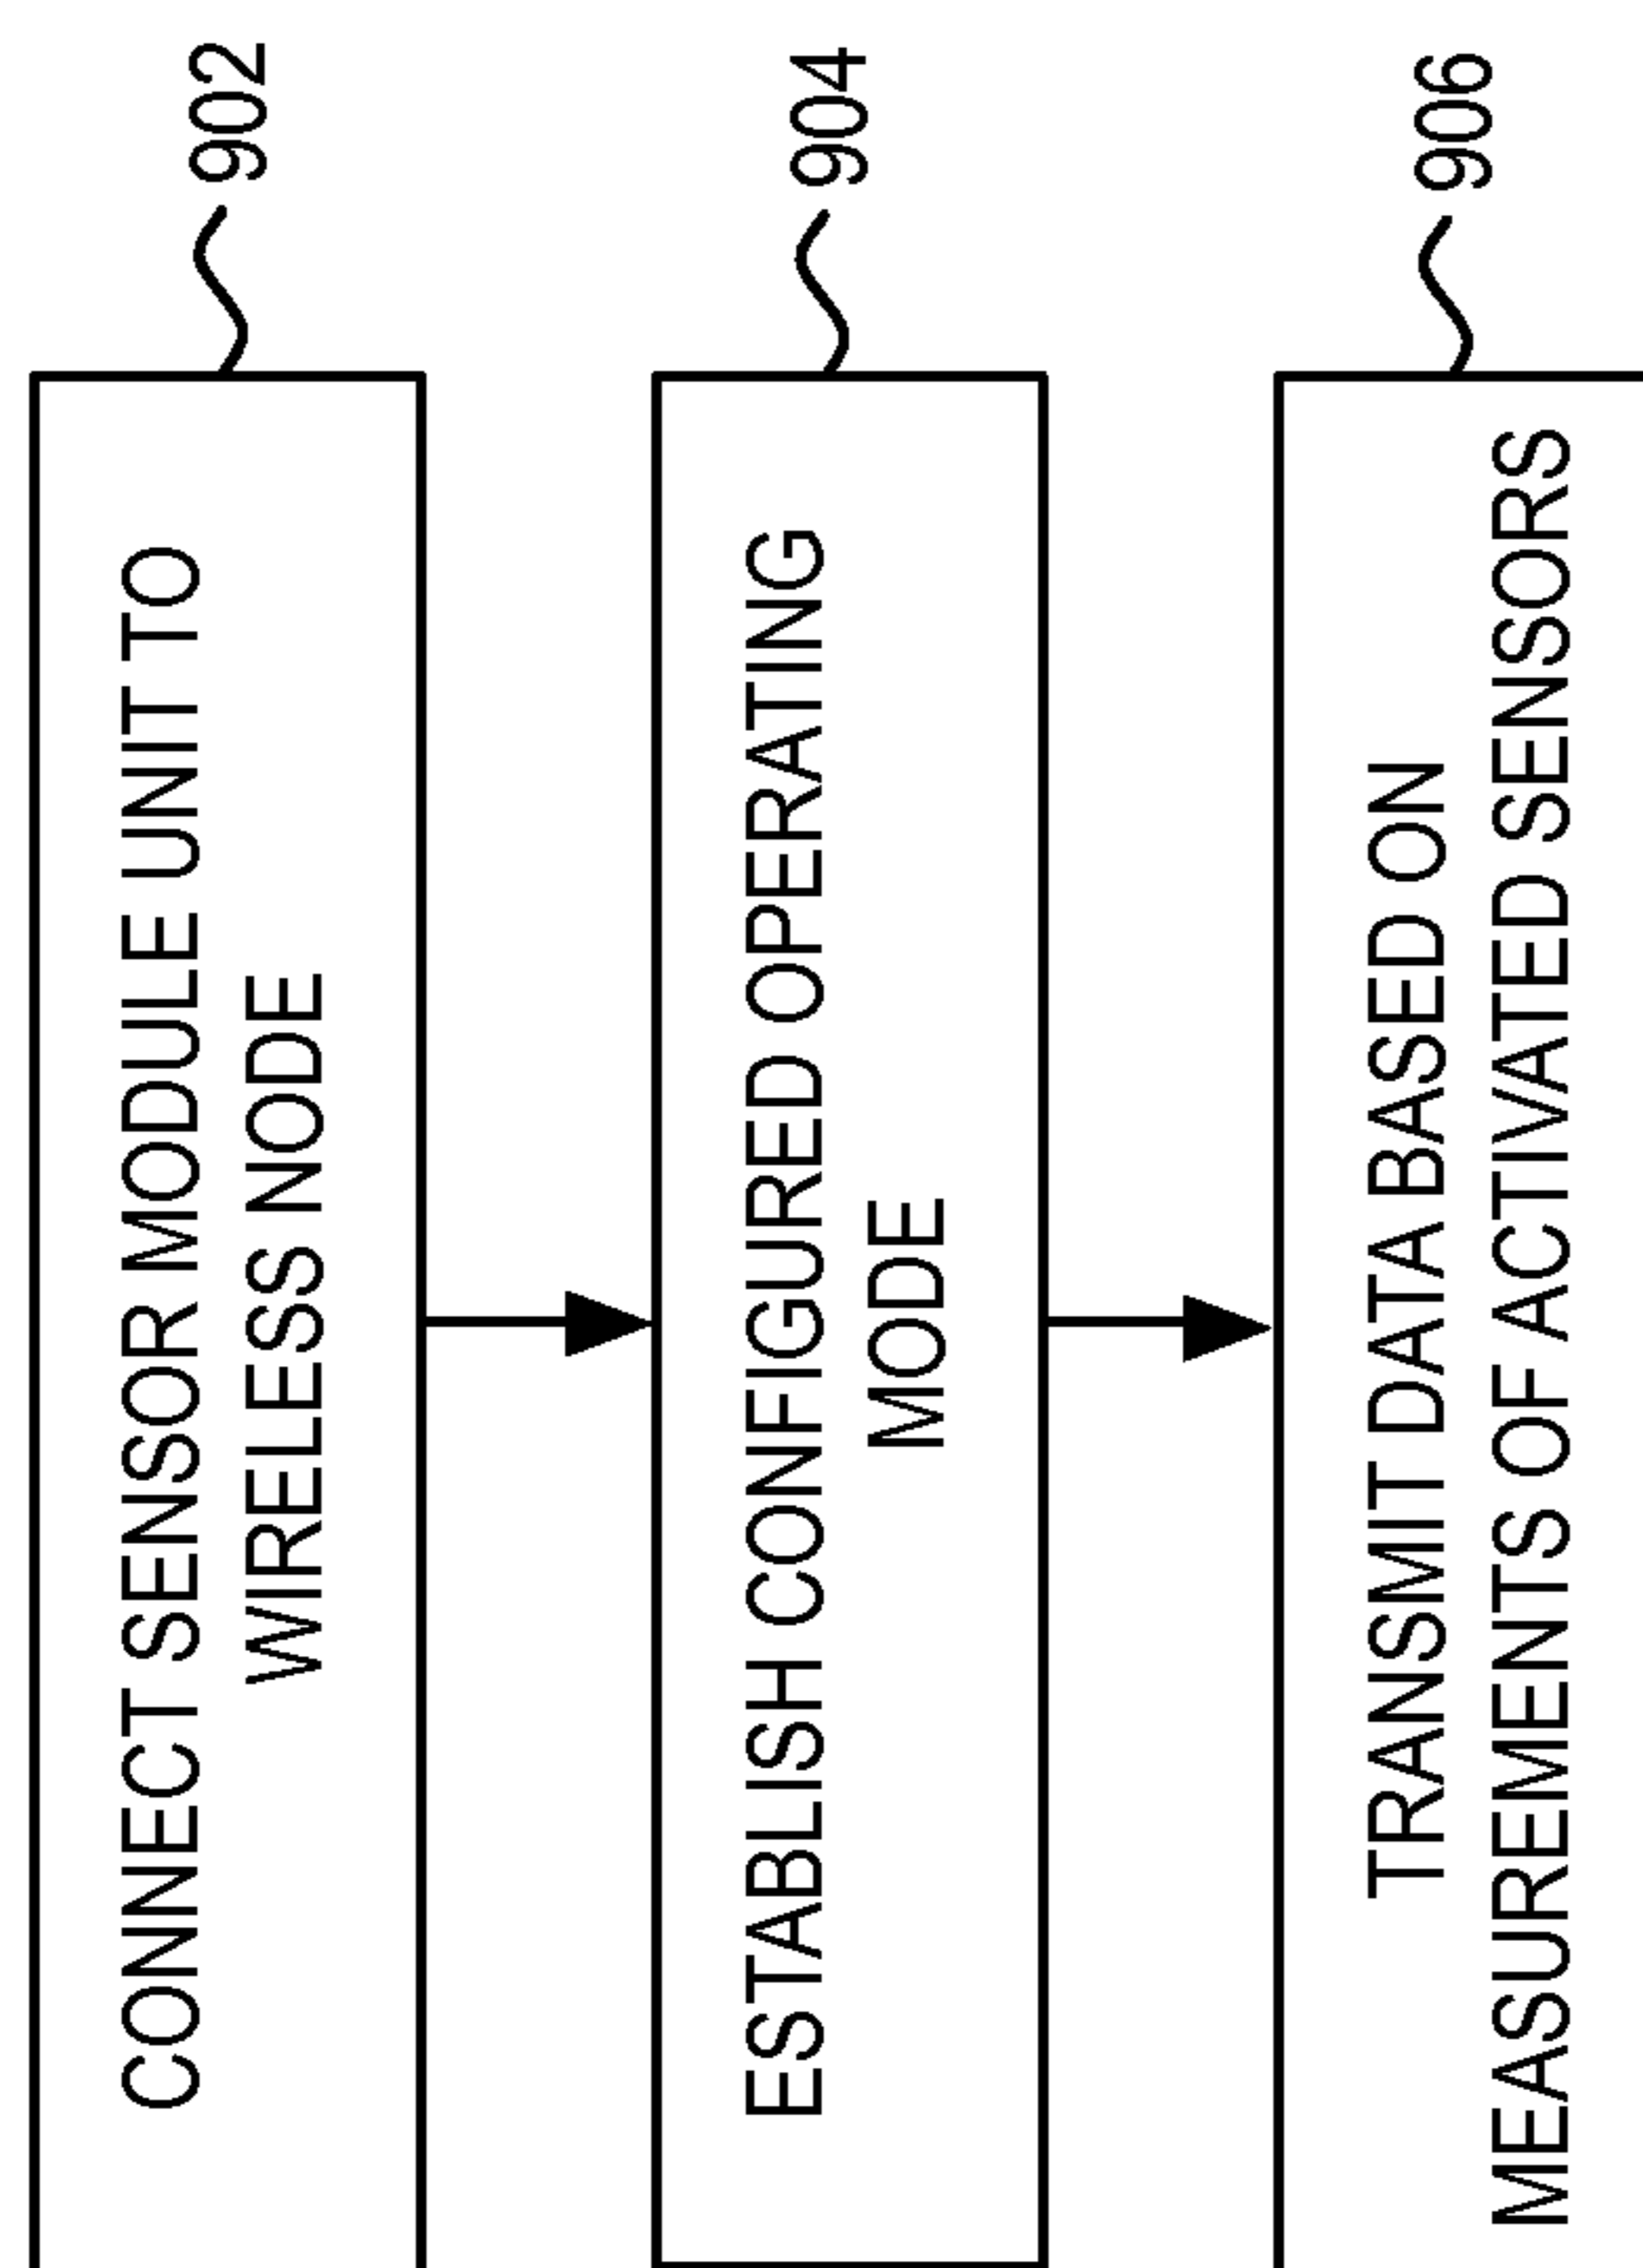 CONNECT SENSOR MODULE UNIT TO
WIRELESS NODE
902
ESTABLISH CONFIGURED OPERATING
MODE
904
TRANSMIT DATA BASED ON
MEASUREMENTS OF ACTIVATED SENSORS
906